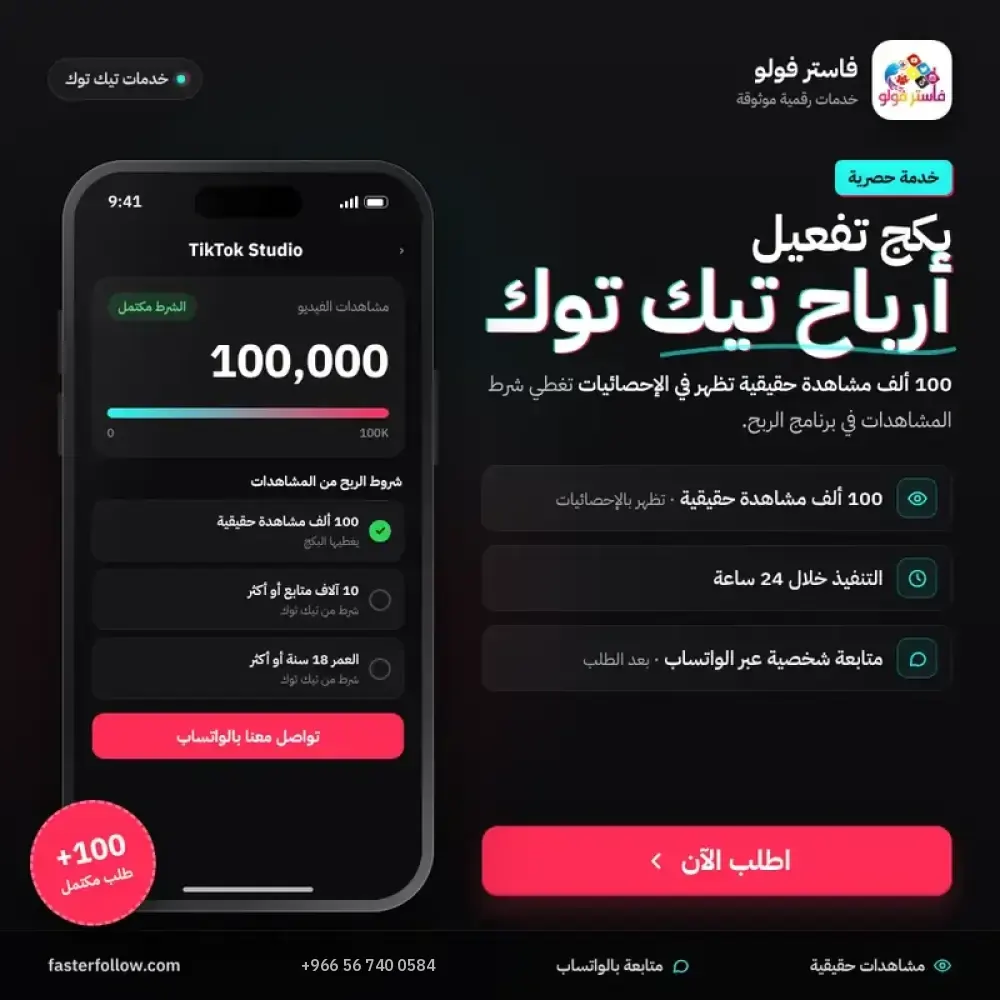 فاستر فولو
فاستر فولو
خدمات رقمية موثوقة
خدمات تيك توك
خدمة حصرية
بكج تفعيل
أرباح تيك توك
100 ألف مشاهدة حقيقية تظهر في الإحصائيات تغطي شرط
المشاهدات في برنامج الربح.
100 ألف مشاهدة حقيقية · تظهر بالإحصائيات
التنفيذ خلال 24 ساعة
متابعة شخصية عبر الواتساب · بعد الطلب
اطلب الآن
9:41
TikTok Studio
مشاهدات الفيديو
الشرط مكتمل
100,000
0
100K
شروط الربح من المشاهدات
100 ألف مشاهدة حقيقية
يغطيها البكج
10 آلاف متابع أو أكثر
شرط من تيك توك
العمر 18 سنة أو أكثر
شرط من تيك توك
تواصل معنا بالواتساب
+100
طلب مكتمل
مشاهدات حقيقية
متابعة بالواتساب
+966 56 740 0584
fasterfollow.com